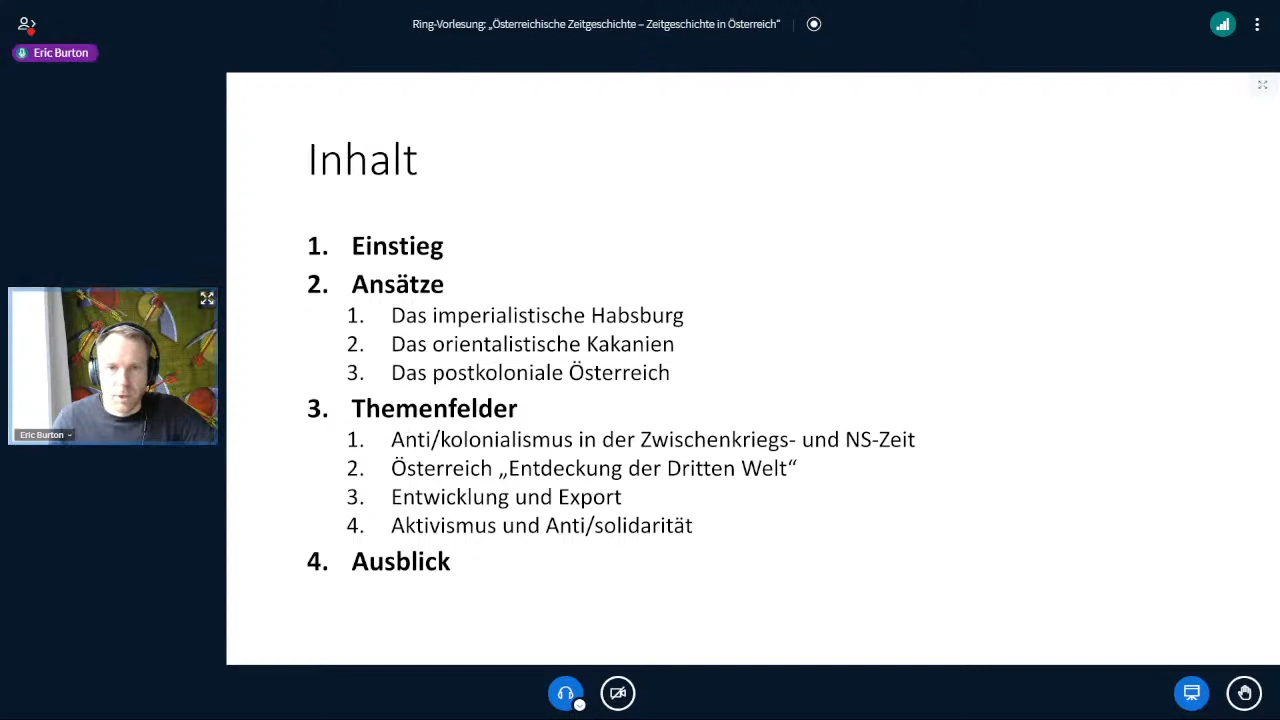 Ring-Vorlesung: „Österreichische Zeitgeschichte – Zeitgeschichte in Österreich“
Eric Burton
Inhalt
1. Einstieg
2. Ansätze
1. Das imperialistische Habsburg
2. Das orientalistische Kakanien
3. Das postkoloniale Österreich
3. Themenfelder
1. Anti/kolonialismus in der Zwischenkriegs- und NS-Zeit
2. Österreich „Entdeckung der Dritten Welt“
3. Entwicklung und Export
4. Aktivismus und Anti/solidarität
4. Ausblick
Eric Burton